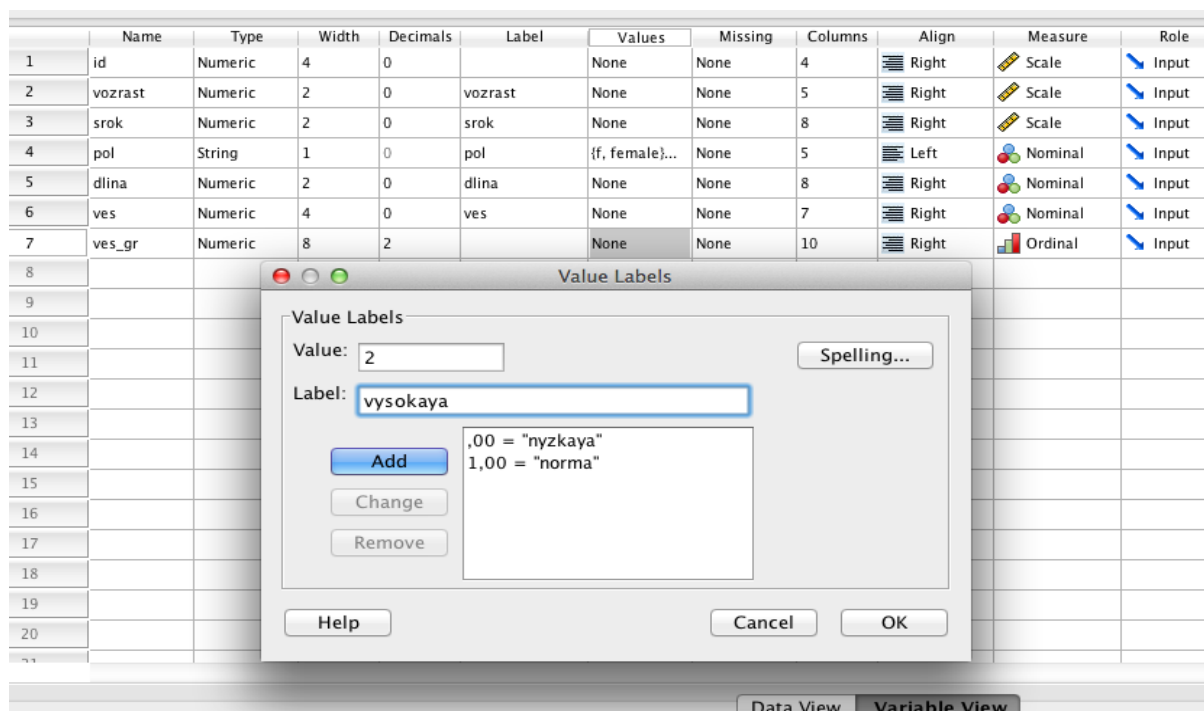 Name Type Width Decimals Label Values Missing Columns Align Measure Role
1 id Numeric 4 0 None None 4 Right Scale Input
2 vozrast Numeric 2 0 vozrast None None 5 Right Scale Input
3 srok Numeric 2 0 srok None None 8 Right Scale Input
4 pol String 1 0 pol {f, female}... None 5 Left Nominal Input
5 dlina Numeric 2 0 dlina None None 8 Right Nominal Input
6 ves Numeric 4 0 ves None None 7 Right Nominal Input
7 ves_gr Numeric 8 2 None None 10 Right Ordinal Input
8
9
10
11
12
13
14
15
16
17
18
19
20
Value Labels
Value Labels
Value: 2 Spelling...
Label: vysokaya
,00 = "nyzkaya"
1,00 = "norma"
Add
Change
Remove
Help Cancel OK
Data View Variable View